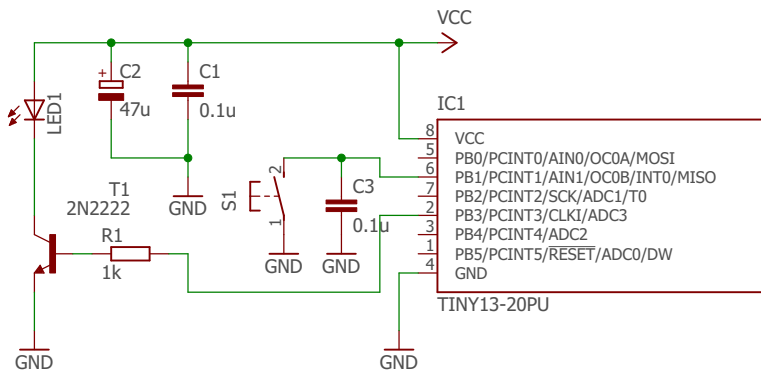 VCC
LED1
+
C2
47u
C1
0.1u
GND
IC1
8 VCC
5 PB0/PCINT0/AIN0/OC0A/MOSI
6 PB1/PCINT1/AIN1/OC0B/INT0/MISO
7 PB2/PCINT2/SCK/ADC1/T0
2 PB3/PCINT3/CLKI/ADC3
3 PB4/PCINT4/ADC2
1 PB5/PCINT5/RESET/ADC0/DW
4 GND
TINY13-20PU
S1
2
1
C3
0.1u
GND
GND
T1
2N2222
R1
1k
GND
GND